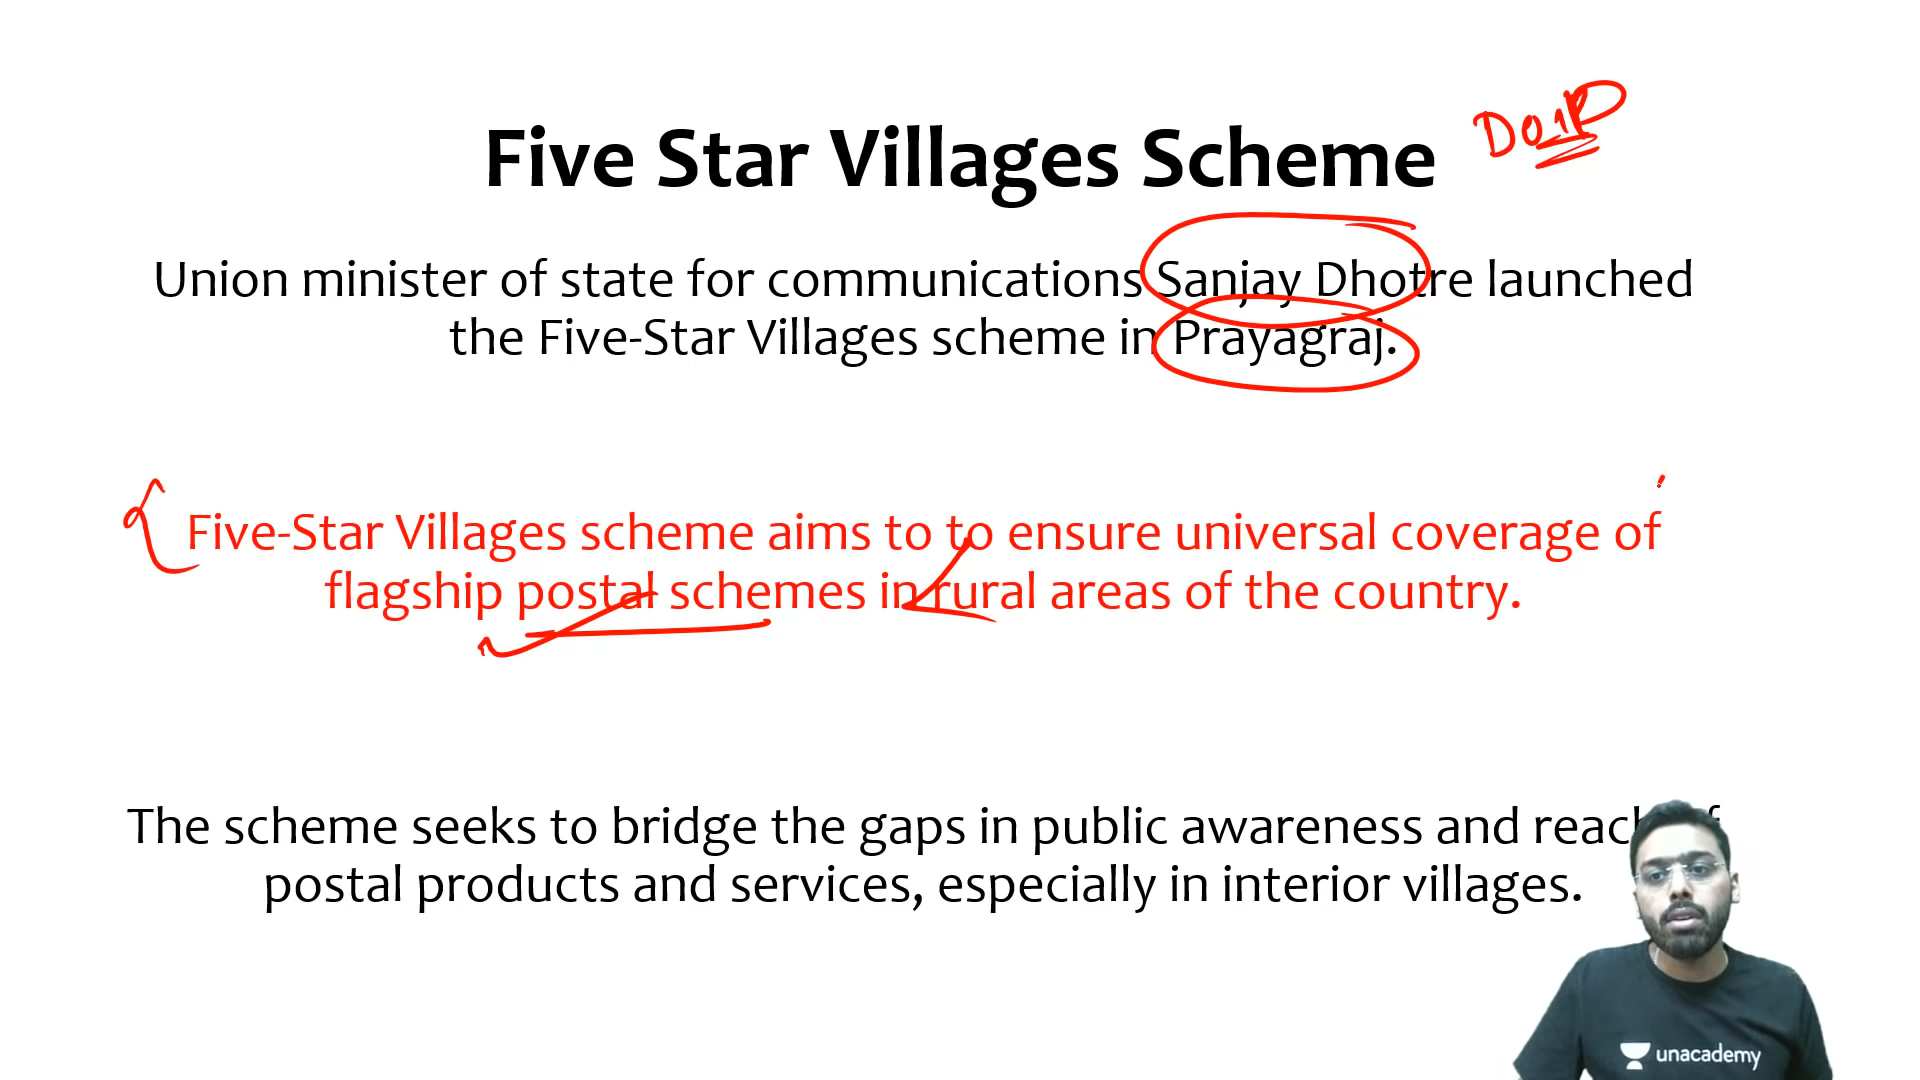 Five Star Villages Scheme
Union minister of state for communications Sanjay Dhotre launched
the Five-Star Villages scheme in Prayagraj.
Five-Star Villages scheme aims to to ensure universal coverage of
flagship postal schemes in rural areas of the country.
The scheme seeks to bridge the gaps in public awareness and reach of
postal products and services, especially in interior villages.
unacademy